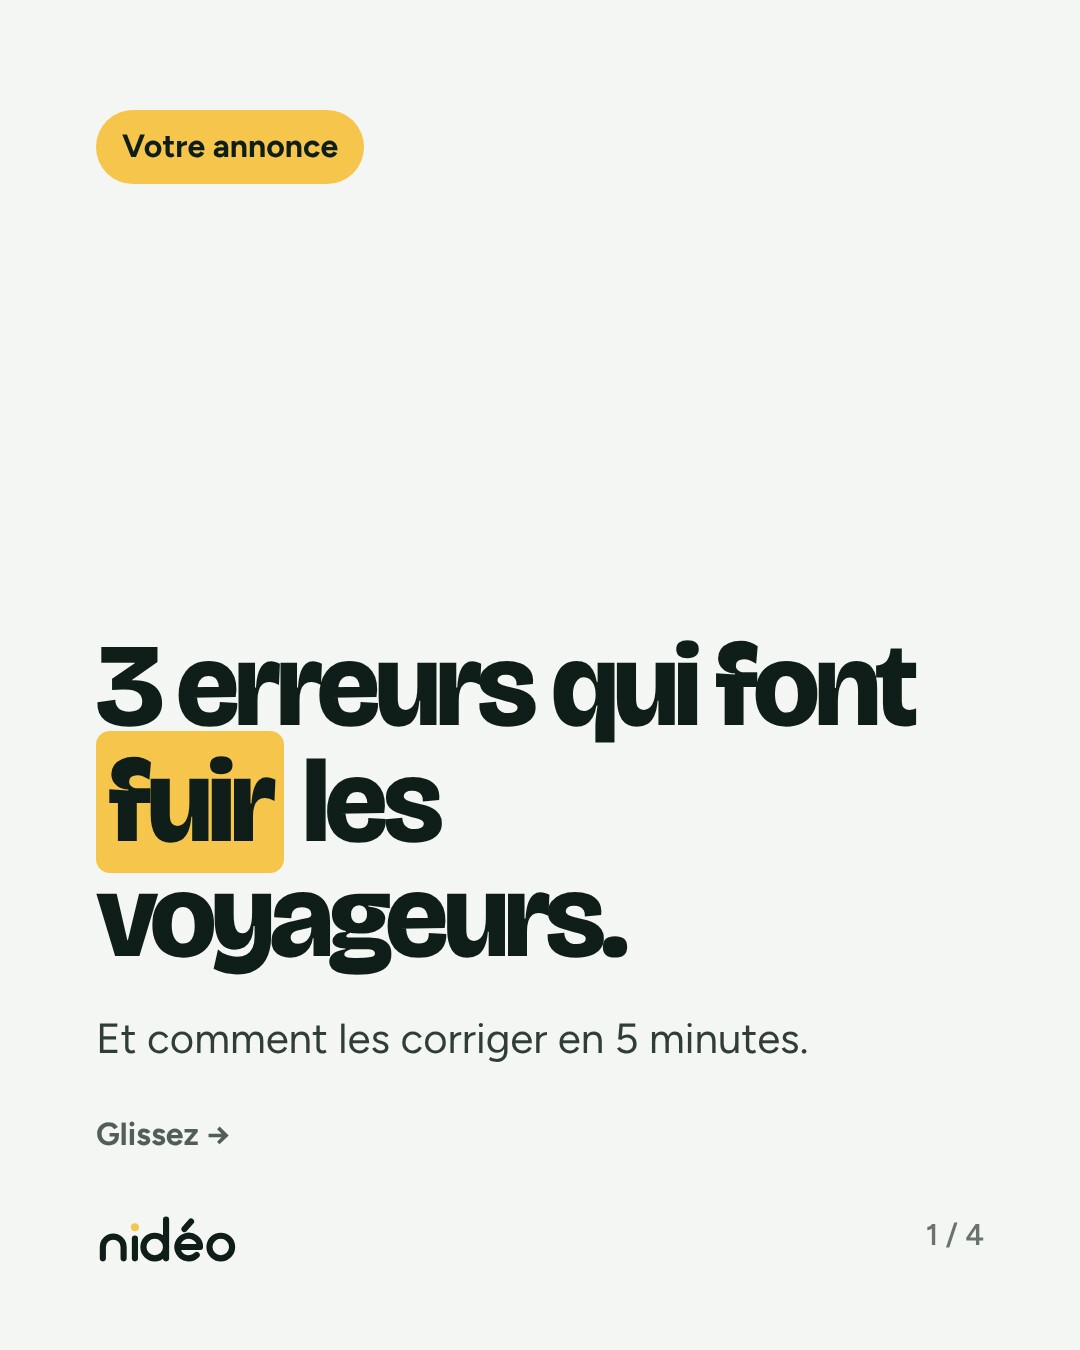 Votre annonce
3 erreurs qui font
fuir les
voyageurs.
Et comment les corriger en 5 minutes.
Glissez →
nidéo
1 / 4